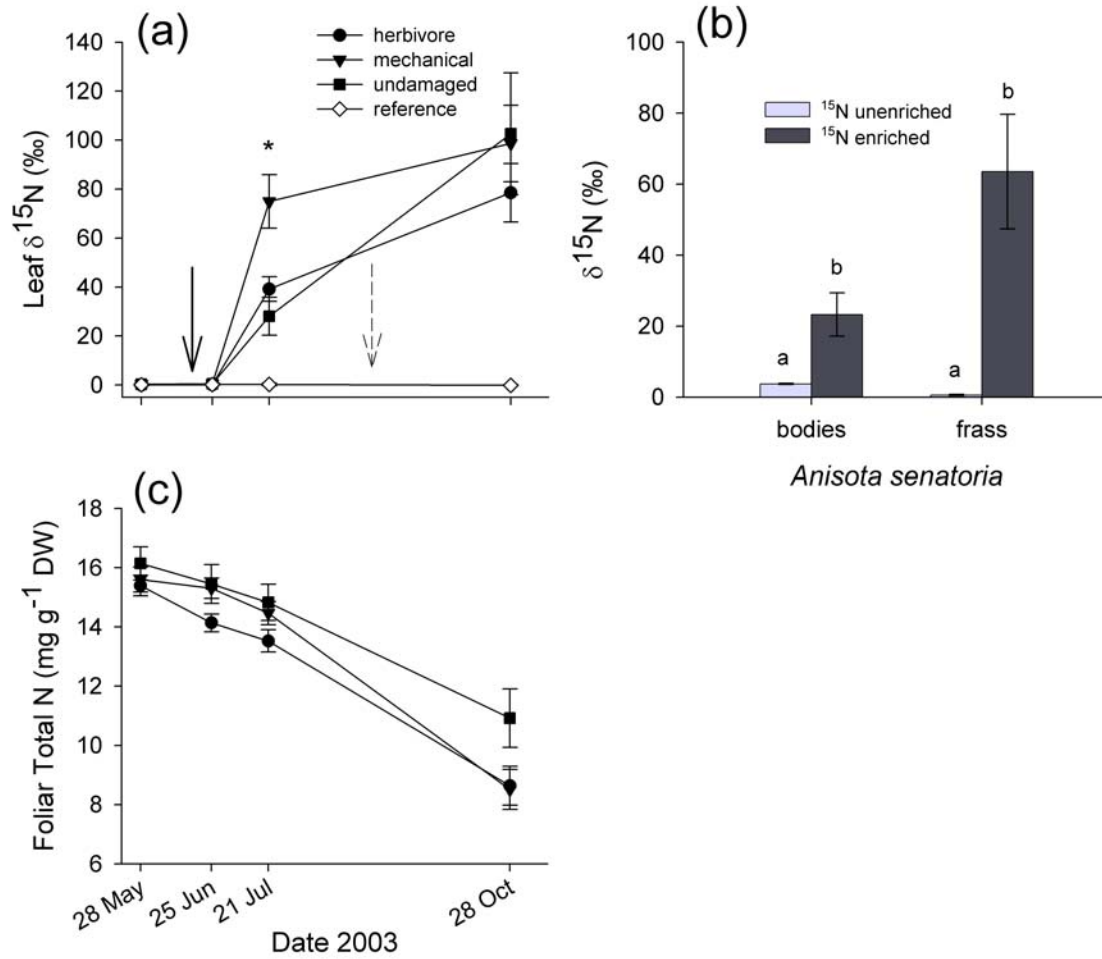 (a)
herbivore
mechanical
undamaged
reference
Leaf δ¹⁵N (‰)
140
120
100
80
60
40
20
0
*
(b)
¹⁵N unenriched
¹⁵N enriched
δ¹⁵N (‰)
100
80
60
40
20
0
a
b
a
b
bodies
frass
Anisota senatoria
(c)
Foliar Total N (mg g⁻¹ DW)
18
16
14
12
10
8
6
28 May
25 Jun
21 Jul
28 Oct
Date 2003